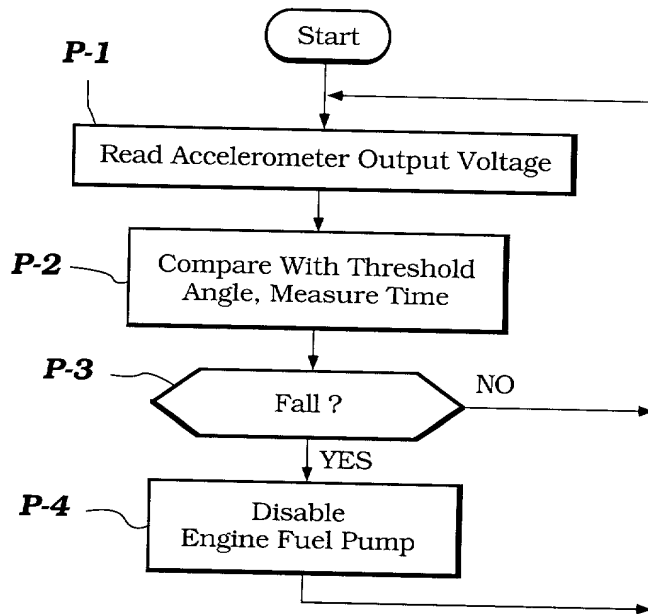 Start
P-1
Read Accelerometer Output Voltage
P-2
Compare With Threshold
Angle, Measure Time
P-3
Fall ?
NO
YES
P-4
Disable
Engine Fuel Pump